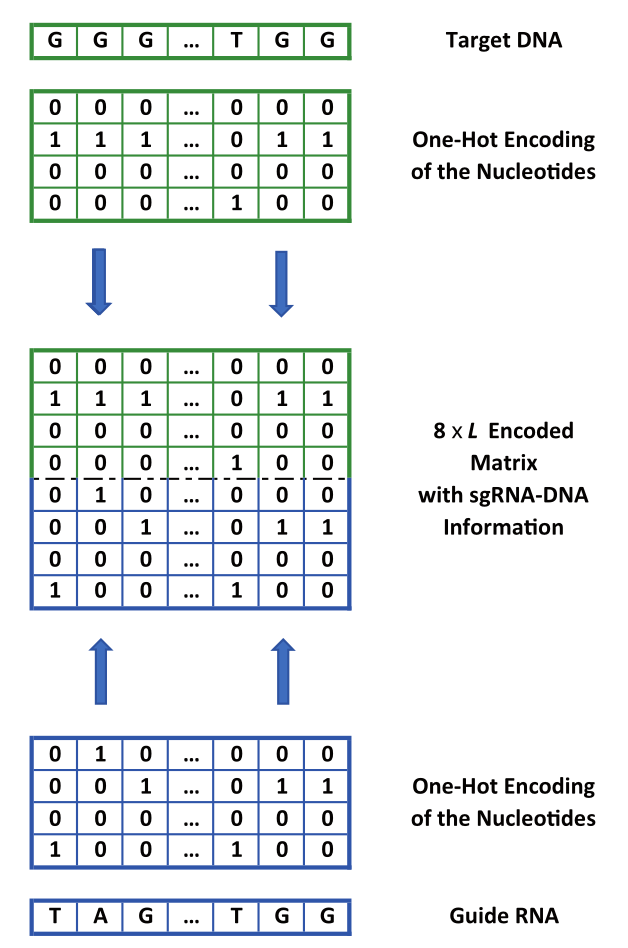 G G G ... T G G Target DNA
0 0 0 ... 0 0 0
1 1 1 ... 0 1 1 One-Hot Encoding
0 0 0 ... 0 0 0 of the Nucleotides
0 0 0 ... 1 0 0
0 0 0 ... 0 0 0
1 1 1 ... 0 1 1
0 0 0 ... 0 0 0 8 x L Encoded
0 0 0 ... 1 0 0 Matrix
0 1 0 ... 0 0 0 with sgRNA-DNA
0 0 1 ... 0 1 1 Information
0 0 0 ... 0 0 0
1 0 0 ... 1 0 0
0 1 0 ... 0 0 0
0 0 1 ... 0 1 1 One-Hot Encoding
0 0 0 ... 0 0 0 of the Nucleotides
1 0 0 ... 1 0 0
T A G ... T G G Guide RNA